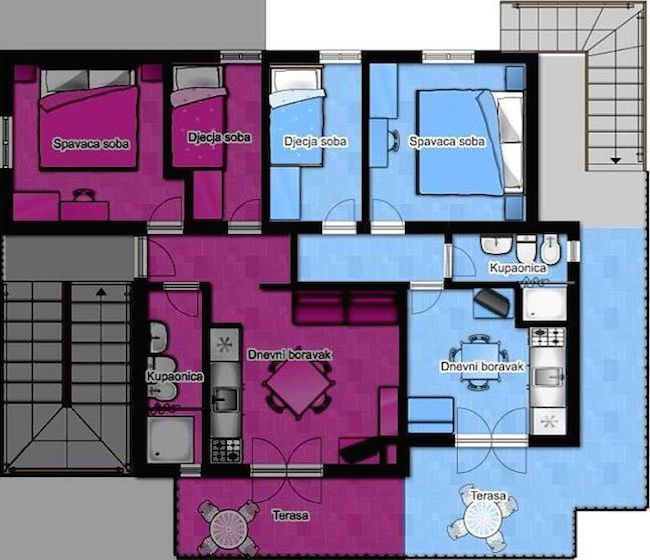 Spavaca soba
Djecja soba
Djecja soba
Spavaca soba
Kupaonica
Kupaonica
Dnevni boravak
Dnevni boravak
Terasa
Terasa